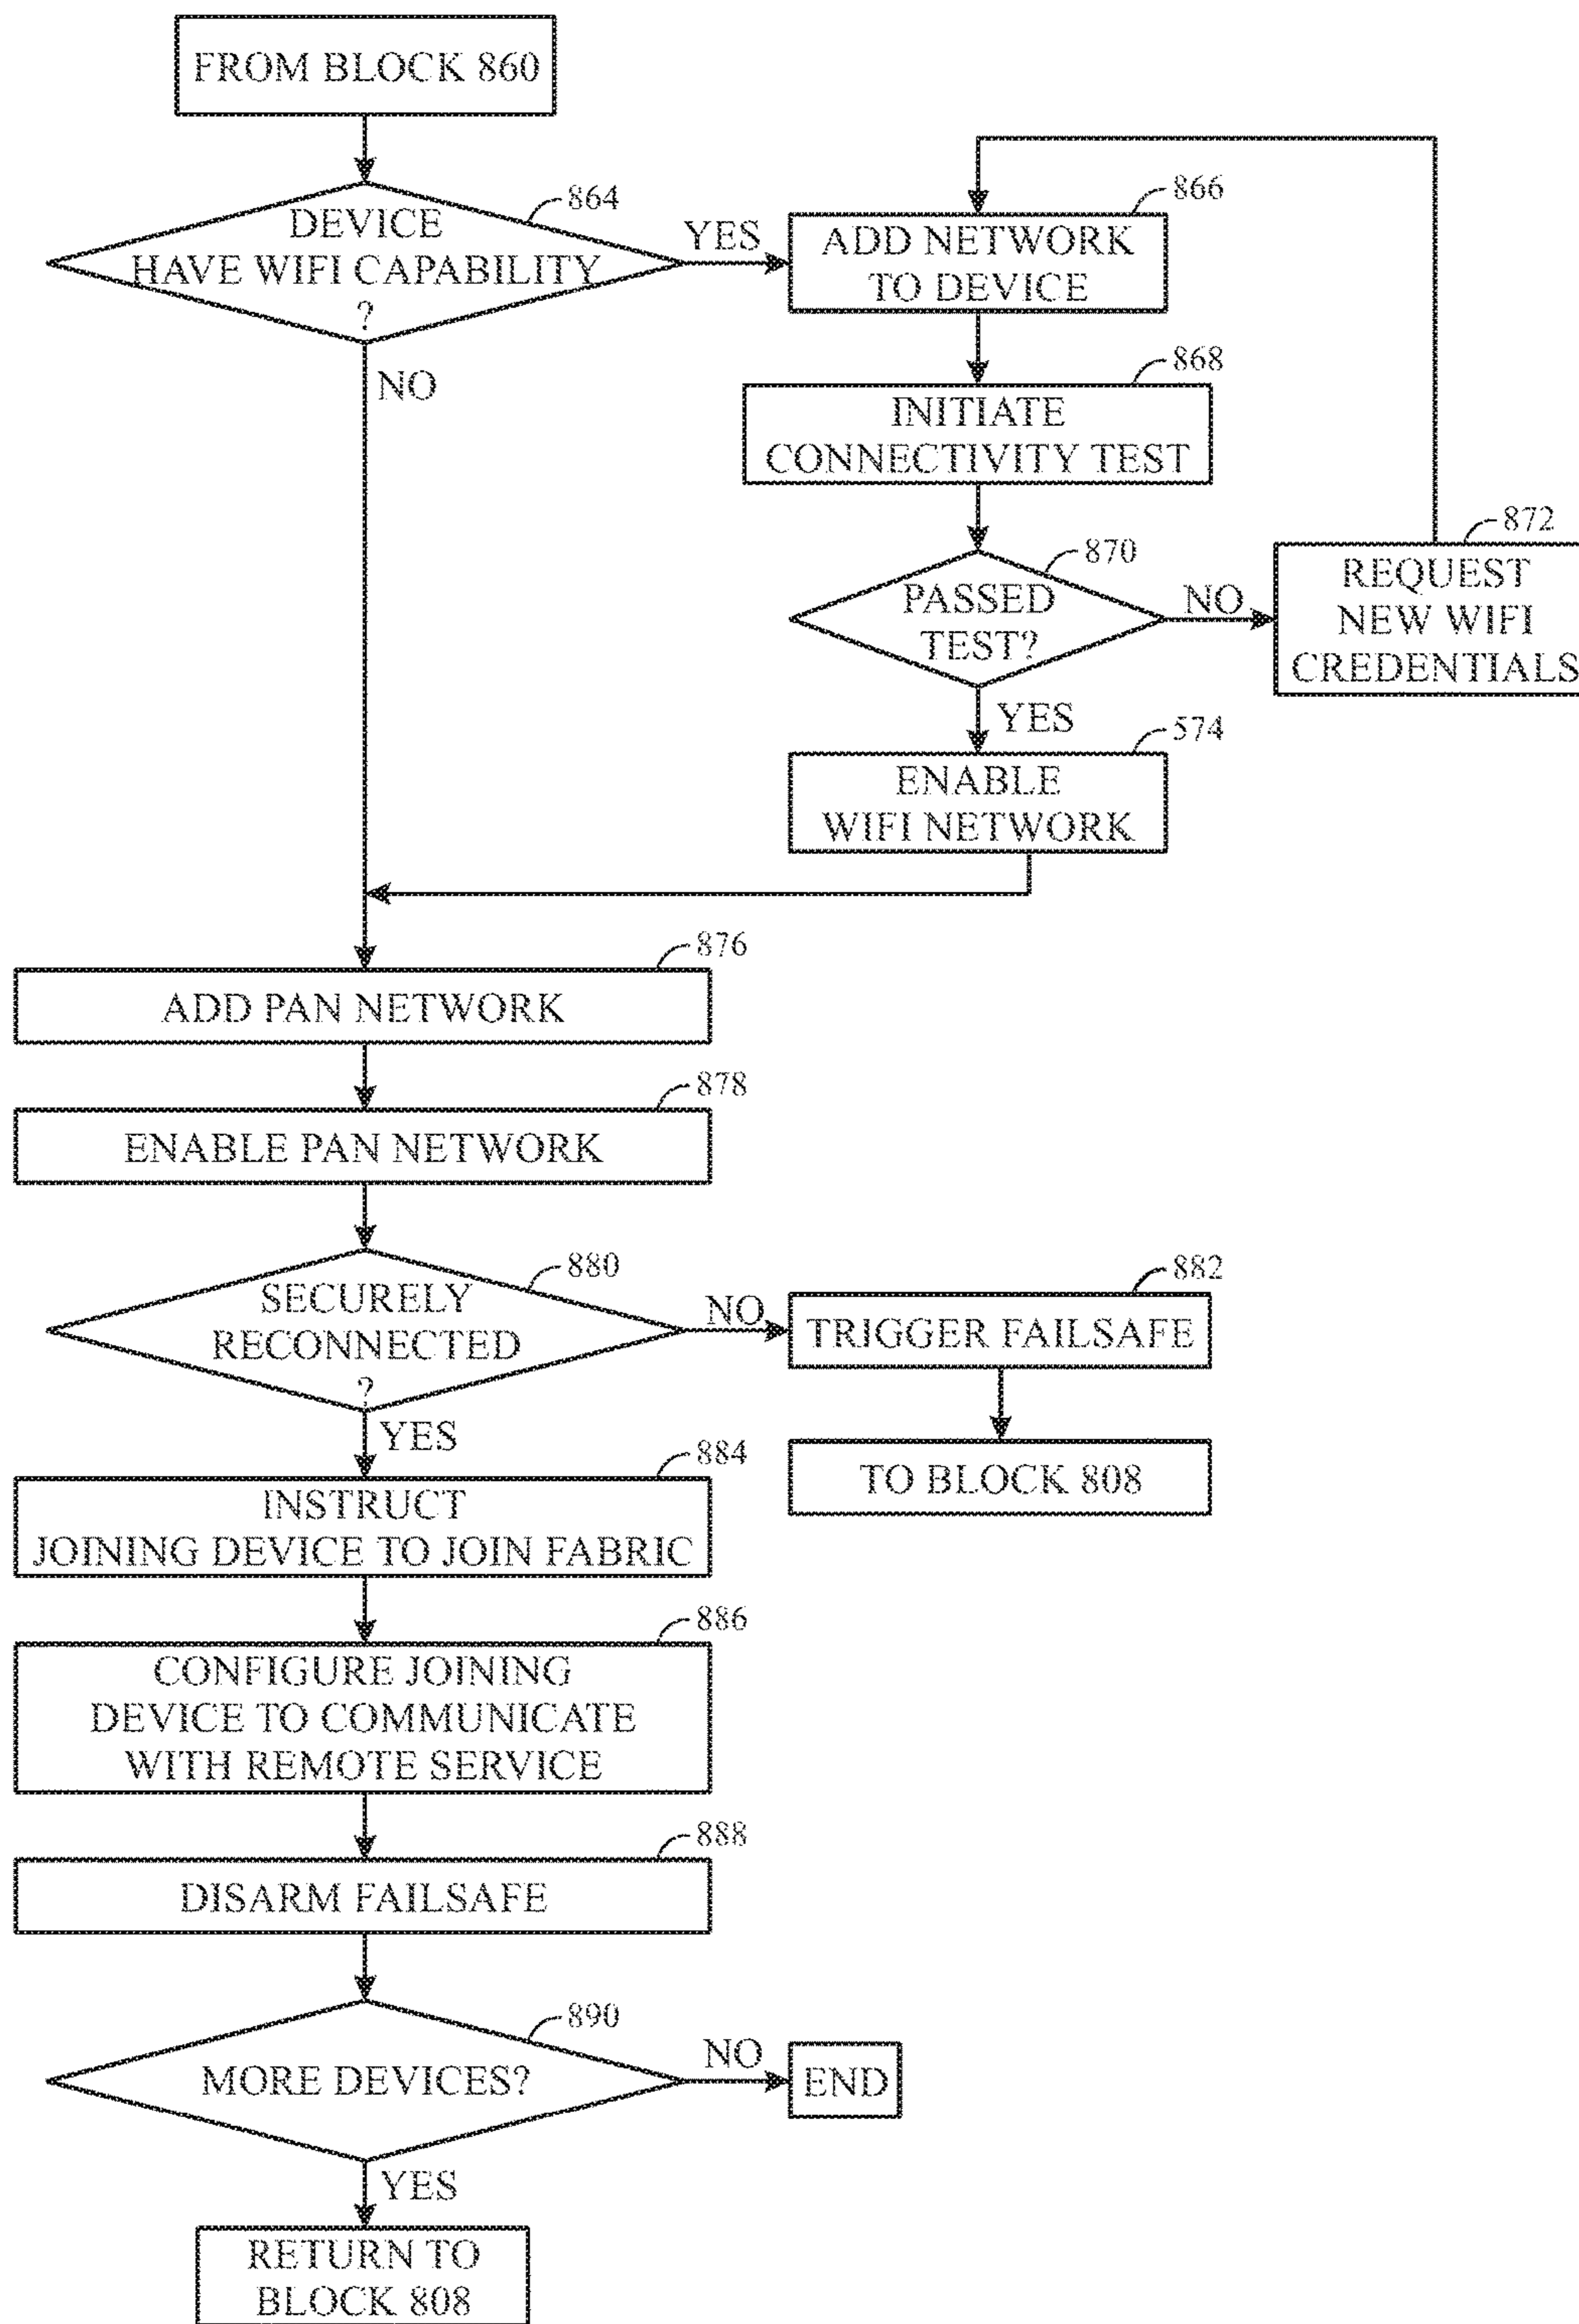 FROM BLOCK 860
864
DEVICE
HAVE WIFI CAPABILITY
?
YES
NO
866
ADD NETWORK
TO DEVICE
868
INITIATE
CONNECTIVITY TEST
870
PASSED
TEST?
NO
872
REQUEST
NEW WIFI
CREDENTIALS
YES
574
ENABLE
WIFI NETWORK
876
ADD PAN NETWORK
878
ENABLE PAN NETWORK
880
SECURELY
RECONNECTED
?
NO
882
TRIGGER FAILSAFE
TO BLOCK 808
YES
884
INSTRUCT
JOINING DEVICE TO JOIN FABRIC
886
CONFIGURE JOINING
DEVICE TO COMMUNICATE
WITH REMOTE SERVICE
888
DISARM FAILSAFE
890
MORE DEVICES?
NO
END
YES
RETURN TO
BLOCK 808